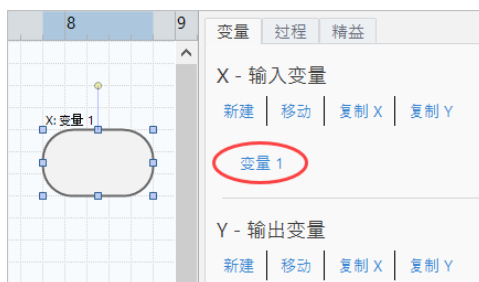 8 9
X: 变量 1
变量 过程 精益
X - 输入变量
新建 移动 复制 X 复制 Y
变量 1
Y - 输出变量
新建 移动 复制 X 复制 Y